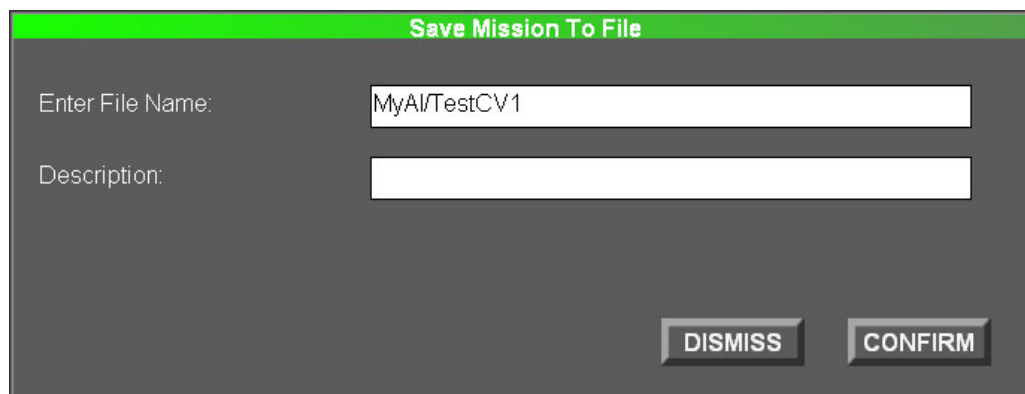 Save Mission To File
Enter File Name: MyAI/TestCV1
Description:
DISMISS CONFIRM